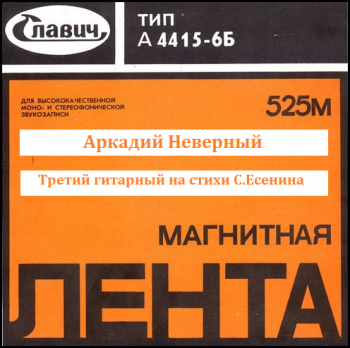 Славич
ТИП
А 4415-6Б
ДЛЯ ВЫСОКОКАЧЕСТВЕННОЙ
МОНО- И СТЕРЕОФОНИЧЕСКОЙ
ЗВУКОЗАПИСИ
525М
Аркадий Неверный
Третий гитарный на стихи С.Есенина
МАГНИТНАЯ
ЛЕНТА